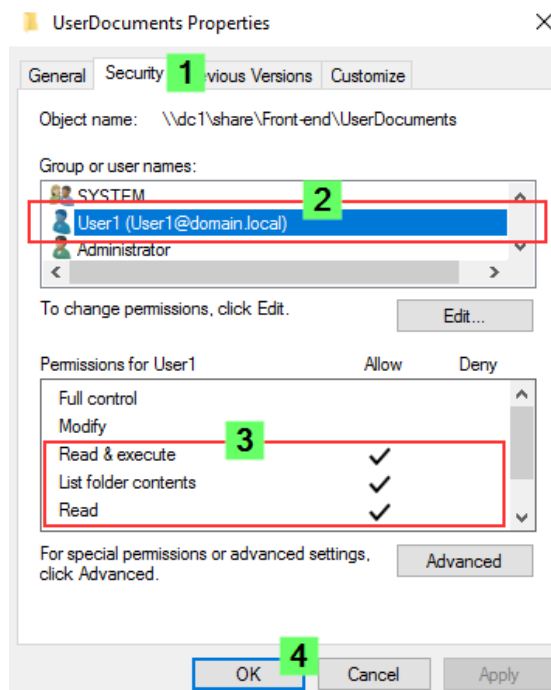 UserDocuments Properties
General Security 1 vious Versions Customize
Object name: \\dc1\share\Front-end\UserDocuments
Group or user names:
2
SYSTEM
User1 (User1@domain.local)
Administrator
To change permissions, click Edit.
Edit...
Permissions for User1 Allow Deny
Full control
Modify
3
Read & execute
List folder contents
Read
For special permissions or advanced settings,
click Advanced.
Advanced
4
OK Cancel Apply